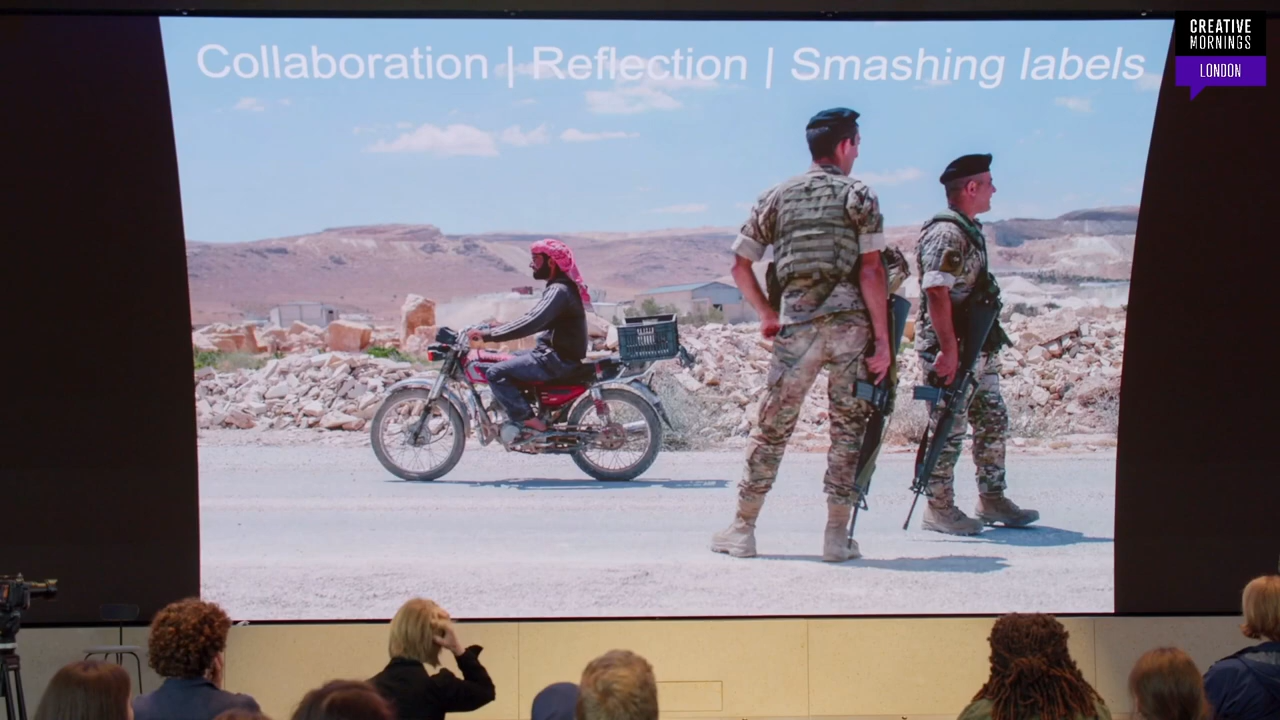 Collaboration | Reflection | Smashing labels
CREATIVE
MORNINGS
LONDON